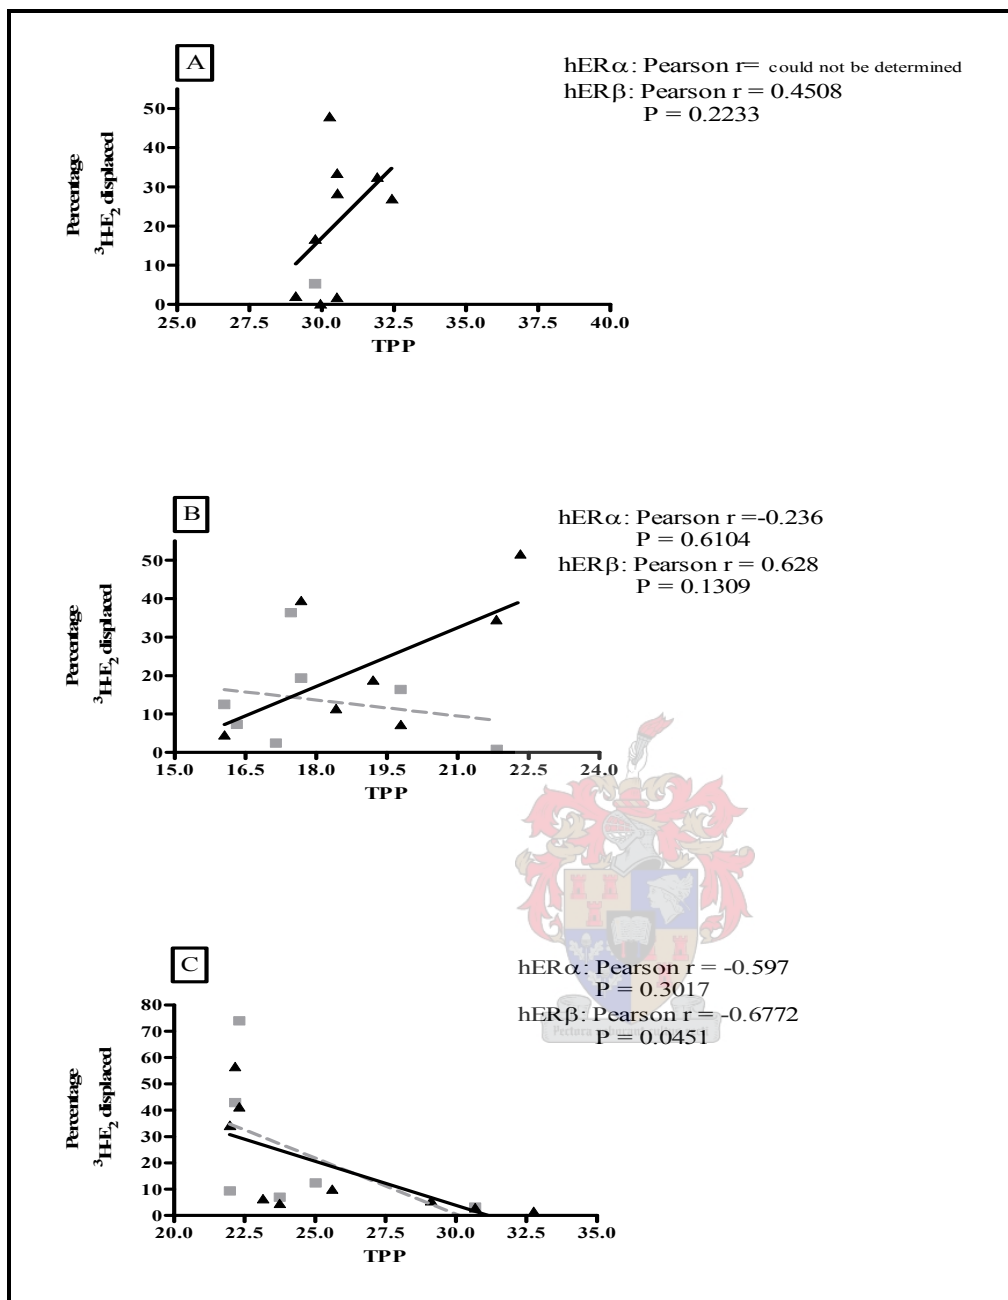 A
hERα: Pearson r= could not be determined
hERβ: Pearson r = 0.4508
P = 0.2233
Percentage
³H-E₂ displaced
50
40
30
20
10
0
25.0 27.5 30.0 32.5 35.0 37.5 40.0
TPP
B
hERα: Pearson r =-0.236
P = 0.6104
hERβ: Pearson r = 0.628
P = 0.1309
Percentage
³H-E₂ displaced
50
40
30
20
10
0
15.0 16.5 18.0 19.5 21.0 22.5 24.0
TPP
C
hERα: Pearson r = -0.597
P = 0.3017
hERβ: Pearson r = -0.6772
P = 0.0451
Percentage
³H-E₂ displaced
80
70
60
50
40
30
20
10
0
20.0 22.5 25.0 27.5 30.0 32.5 35.0
TPP
Pectora